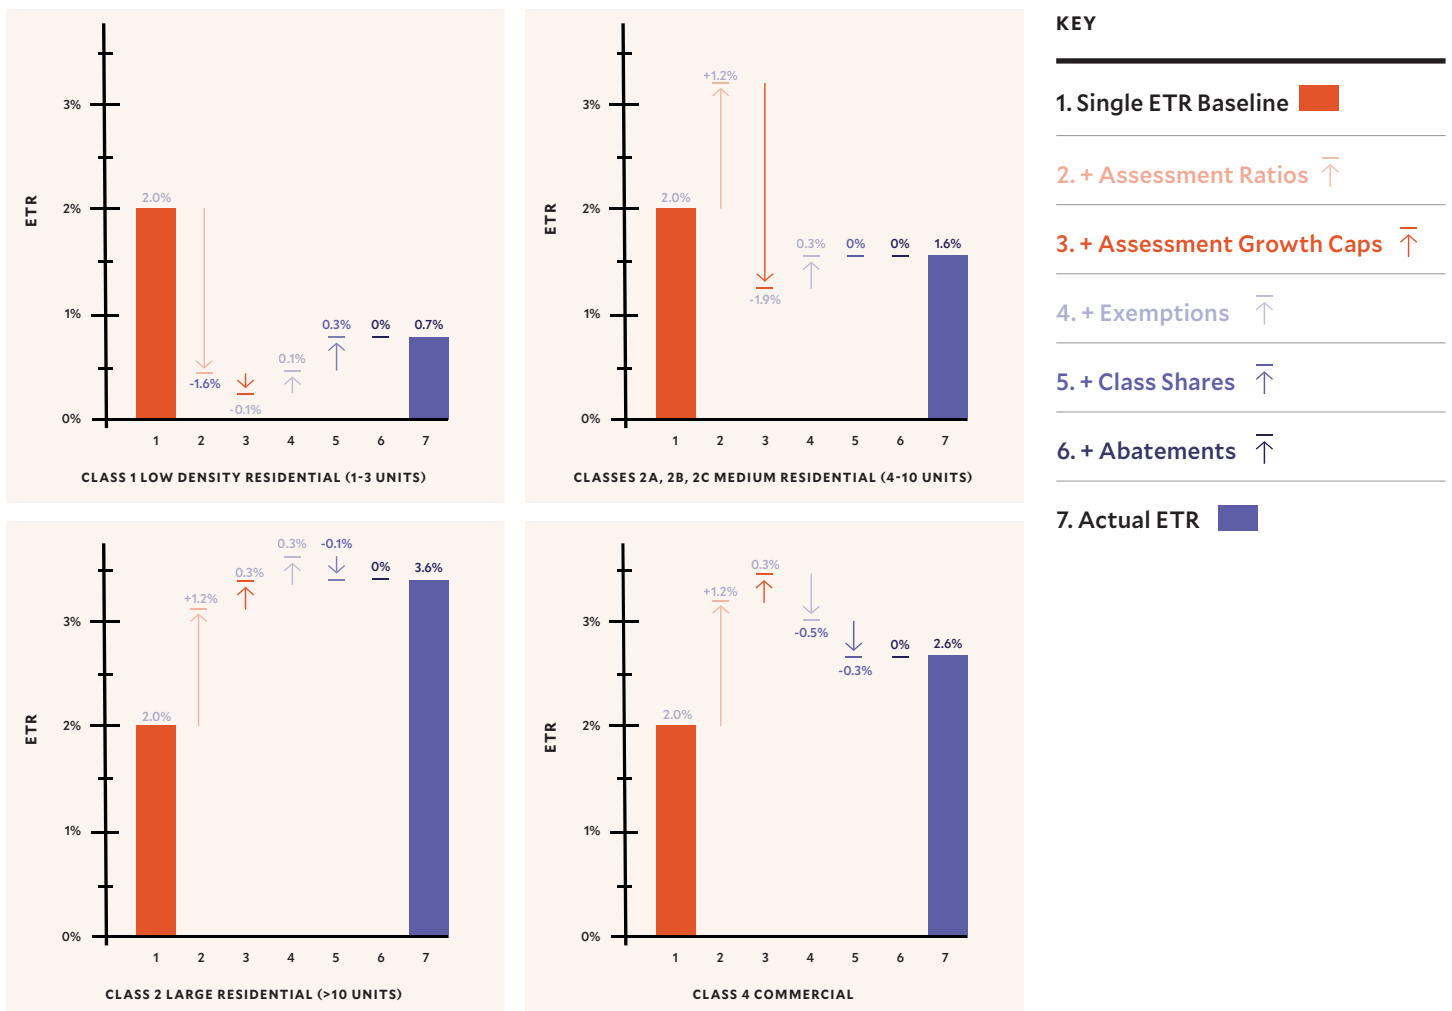 3%
2%
1%
0%
ETR
2.0%
-1.6%
-0.1%
0.1%
0.3%
0%
0.7%
1 2 3 4 5 6 7
CLASS 1 LOW DENSITY RESIDENTIAL (1-3 UNITS)
3%
2%
1%
0%
ETR
2.0%
+1.2%
-1.9%
0.3%
0%
0%
1.6%
1 2 3 4 5 6 7
CLASSES 2A, 2B, 2C MEDIUM RESIDENTIAL (4-10 UNITS)
KEY
1. Single ETR Baseline
2. + Assessment Ratios
3. + Assessment Growth Caps
4. + Exemptions
5. + Class Shares
6. + Abatements
7. Actual ETR
3%
2%
1%
0%
ETR
2.0%
+1.2%
0.3%
0.3%
-0.1%
0%
3.6%
1 2 3 4 5 6 7
CLASS 2 LARGE RESIDENTIAL (>10 UNITS)
3%
2%
1%
0%
ETR
2.0%
+1.2%
0.3%
-0.5%
-0.3%
0%
2.6%
1 2 3 4 5 6 7
CLASS 4 COMMERCIAL